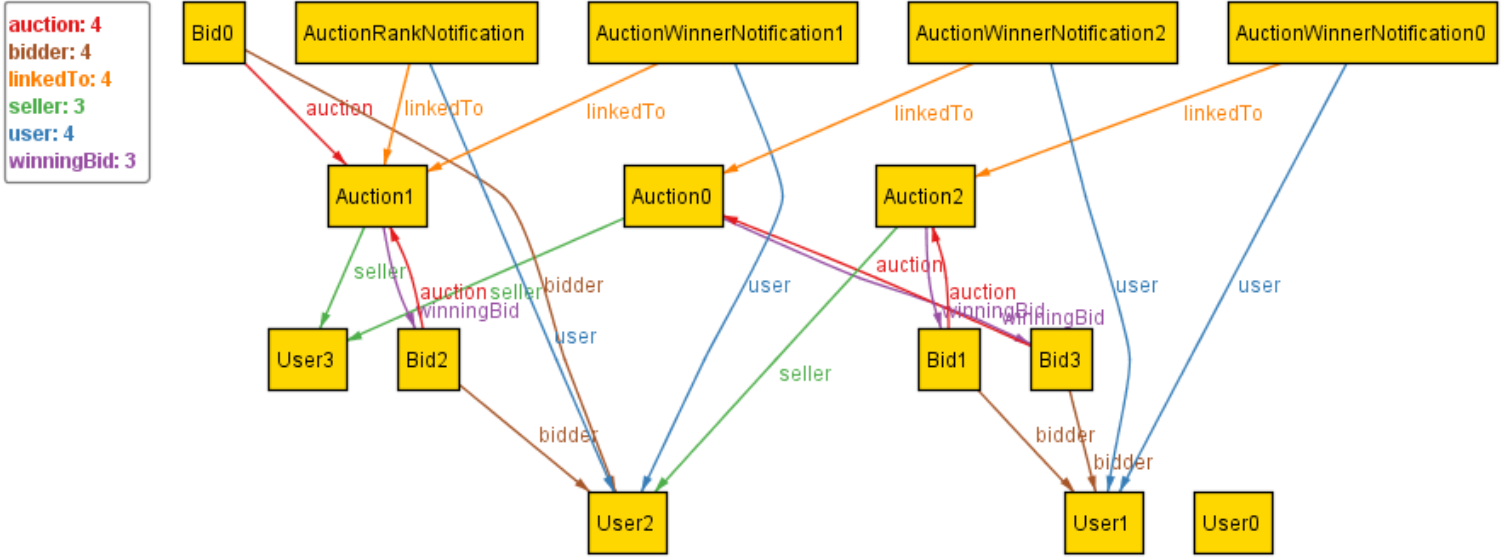 auction: 4
bidder: 4
linkedTo: 4
seller: 3
user: 4
winningBid: 3
Bid0
AuctionRankNotification
AuctionWinnerNotification1
AuctionWinnerNotification2
AuctionWinnerNotification0
auction
linkedTo
linkedTo
linkedTo
linkedTo
Auction1
Auction0
Auction2
seller
auction
seller
bidder
user
auction
auction
user
user
winningBid
winningBid
winningBid
user
User3
Bid2
Bid1
Bid3
seller
bidder
bidder
bidder
User2
User1
User0